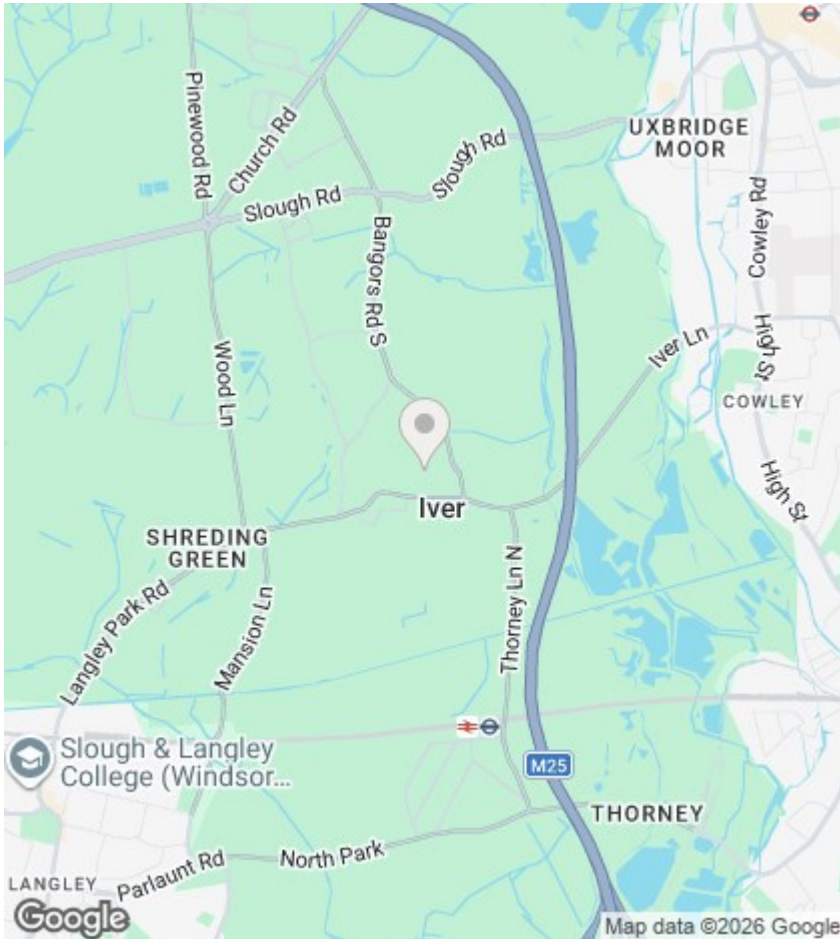 UXBRIDGE
MOOR
Pinewood Rd
Church Rd
Slough Rd
Slough Rd
Cowley Rd
Bangors Rd S
High St
Iver Ln
Wood Ln
COWLEY
High St
Iver
SHREDING
GREEN
Langley Park Rd
Mansion Ln
Thorney Ln N
Slough & Langley
College (Windsor...
M25
THORNEY
North Park
Parlaunt Rd
LANGLEY
Google
Map data ©2026 Google